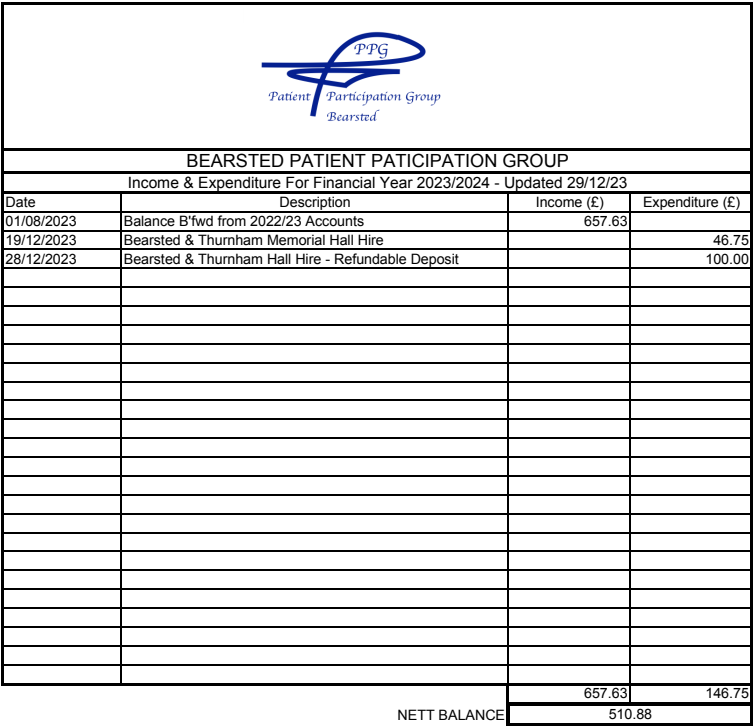 PPG
Patient Participation Group
Bearsted
BEARSTED PATIENT PATICIPATION GROUP
Income & Expenditure For Financial Year 2023/2024 - Updated 29/12/23
Date Description Income (£) Expenditure (£)
01/08/2023 Balance B'fwd from 2022/23 Accounts 657.63
19/12/2023 Bearsted & Thurnham Memorial Hall Hire 46.75
28/12/2023 Bearsted & Thurnham Hall Hire - Refundable Deposit 100.00
657.63 146.75
NETT BALANCE 510.88